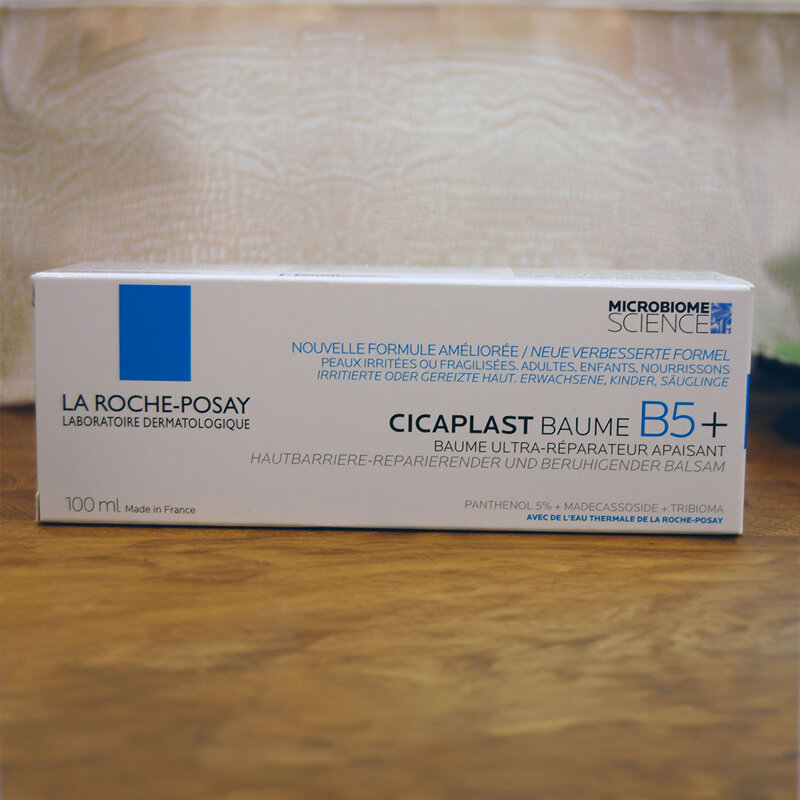 MICROBIOME
SCIENCE
NOUVELLE FORMULE AMÉLIORÉE / NEUE VERBESSERTE FORMEL
PEAUX IRRITÉES OU FRAGILISÉES. ADULTES, ENFANTS, NOURRISSONS
IRRITIERTE ODER GEREIZTE HAUT. ERWACHSENE, KINDER, SÄUGLINGE
LA ROCHE-POSAY
LABORATOIRE DERMATOLOGIQUE
CICAPLAST BAUME B5+
BAUME ULTRA-RÉPARATEUR APAISANT
HAUTBARRIERE-REPARIERENDER UND BERUHIGENDER BALSAM
100 ml Made in France
PANTHENOL 5% + MADECASSOSIDE + TRIBIOMA
AVEC DE L'EAU THERMALE DE LA ROCHE-POSAY